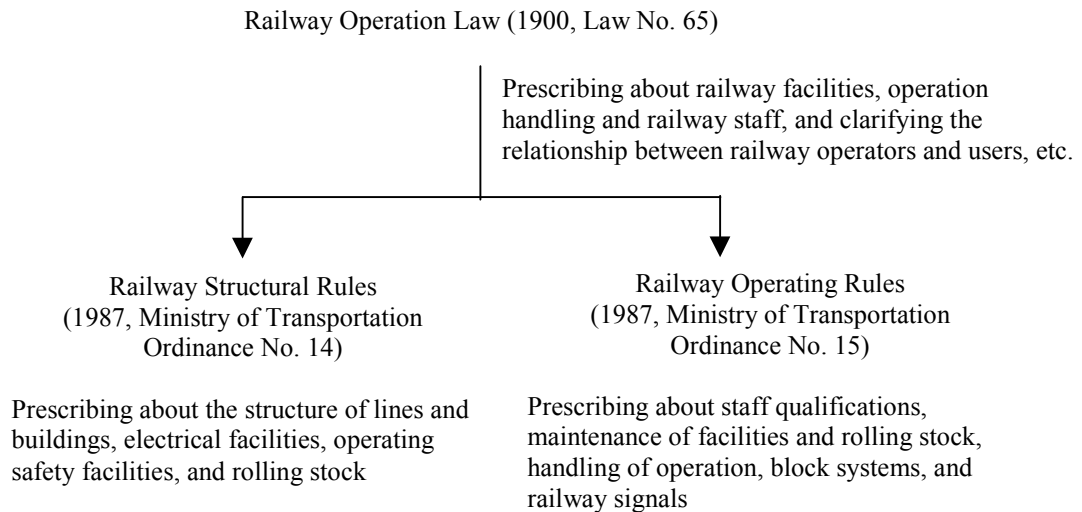 Railway Operation Law (1900, Law No. 65)
Prescribing about railway facilities, operation
handling and railway staff, and clarifying the
relationship between railway operators and users, etc.
Railway Structural Rules
(1987, Ministry of Transportation
Ordinance No. 14)
Prescribing about the structure of lines and
buildings, electrical facilities, operating
safety facilities, and rolling stock
Railway Operating Rules
(1987, Ministry of Transportation
Ordinance No. 15)
Prescribing about staff qualifications,
maintenance of facilities and rolling stock,
handling of operation, block systems, and
railway signals